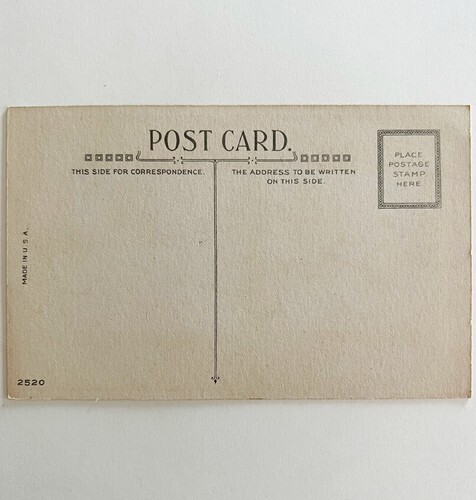 POST CARD.
THIS SIDE FOR CORRESPONDENCE.
THE ADDRESS TO BE WRITTEN
ON THIS SIDE.
PLACE
POSTAGE
STAMP
HERE
MADE IN U.S.A.
2520